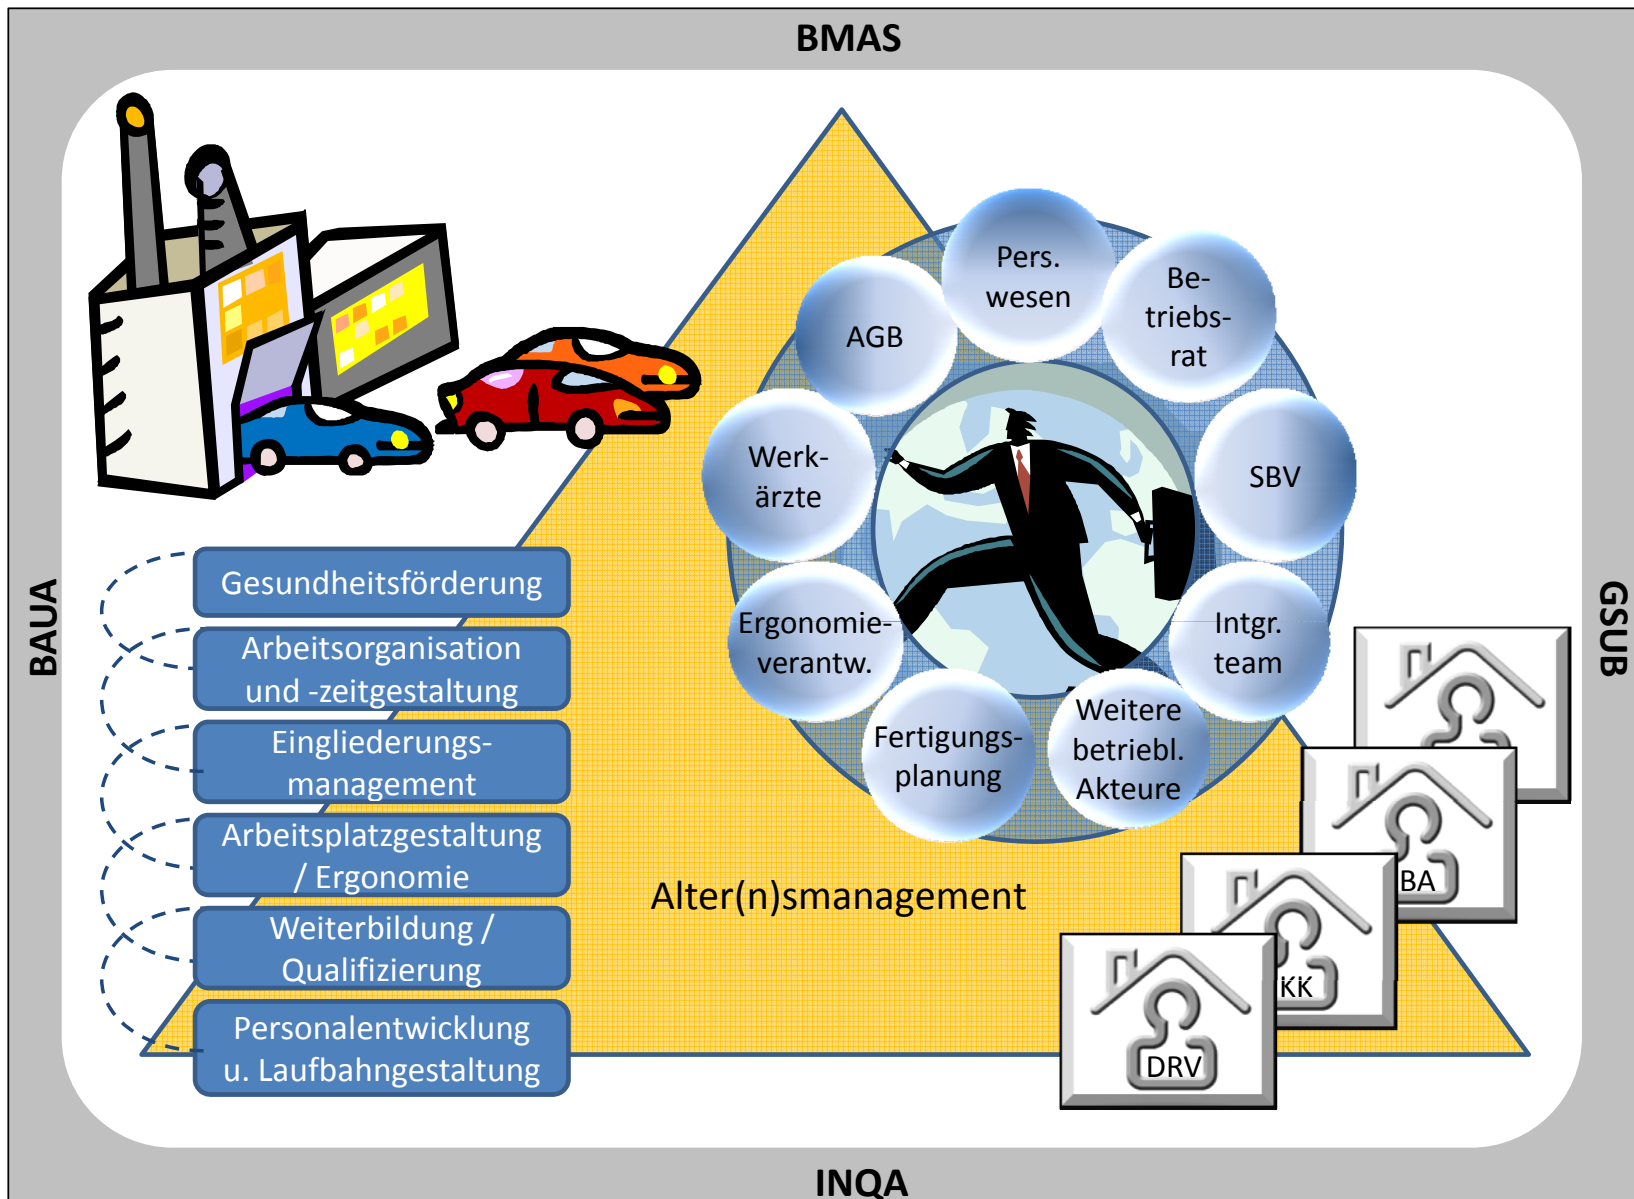 BMAS
Pers.
wesen
Be-
triebs-
rat
AGB
SBV
Werk-
ärzte
Ergonomie-
verantw.
Intgr.
team
Fertigungs-
planung
Weitere
betriebl.
Akteure
Gesundheitsförderung
Arbeitsorganisation
und -zeitgestaltung
Eingliederungs-
management
Arbeitsplatzgestaltung
/ Ergonomie
Weiterbildung /
Qualifizierung
Personalentwicklung
u. Laufbahngestaltung
Alter(n)smanagement
BA
KK
DRV
BAUA
GSUB
INQA